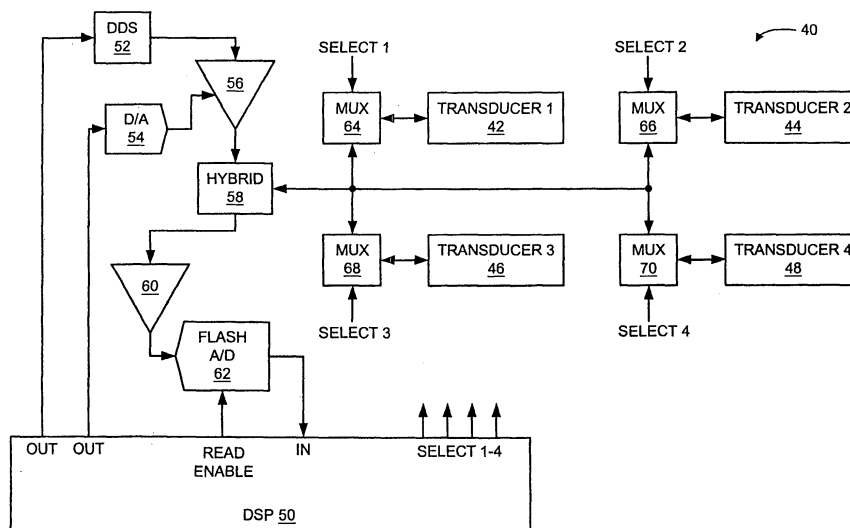 DDS
52
SELECT 1
SELECT 2
40
56
D/A
54
MUX
64
TRANSDUCER 1
42
MUX
66
TRANSDUCER 2
44
HYBRID
58
MUX
68
TRANSDUCER 3
46
MUX
70
TRANSDUCER 4
48
60
SELECT 3
SELECT 4
FLASH
A/D
62
OUT
OUT
READ
ENABLE
IN
SELECT 1-4
DSP 50